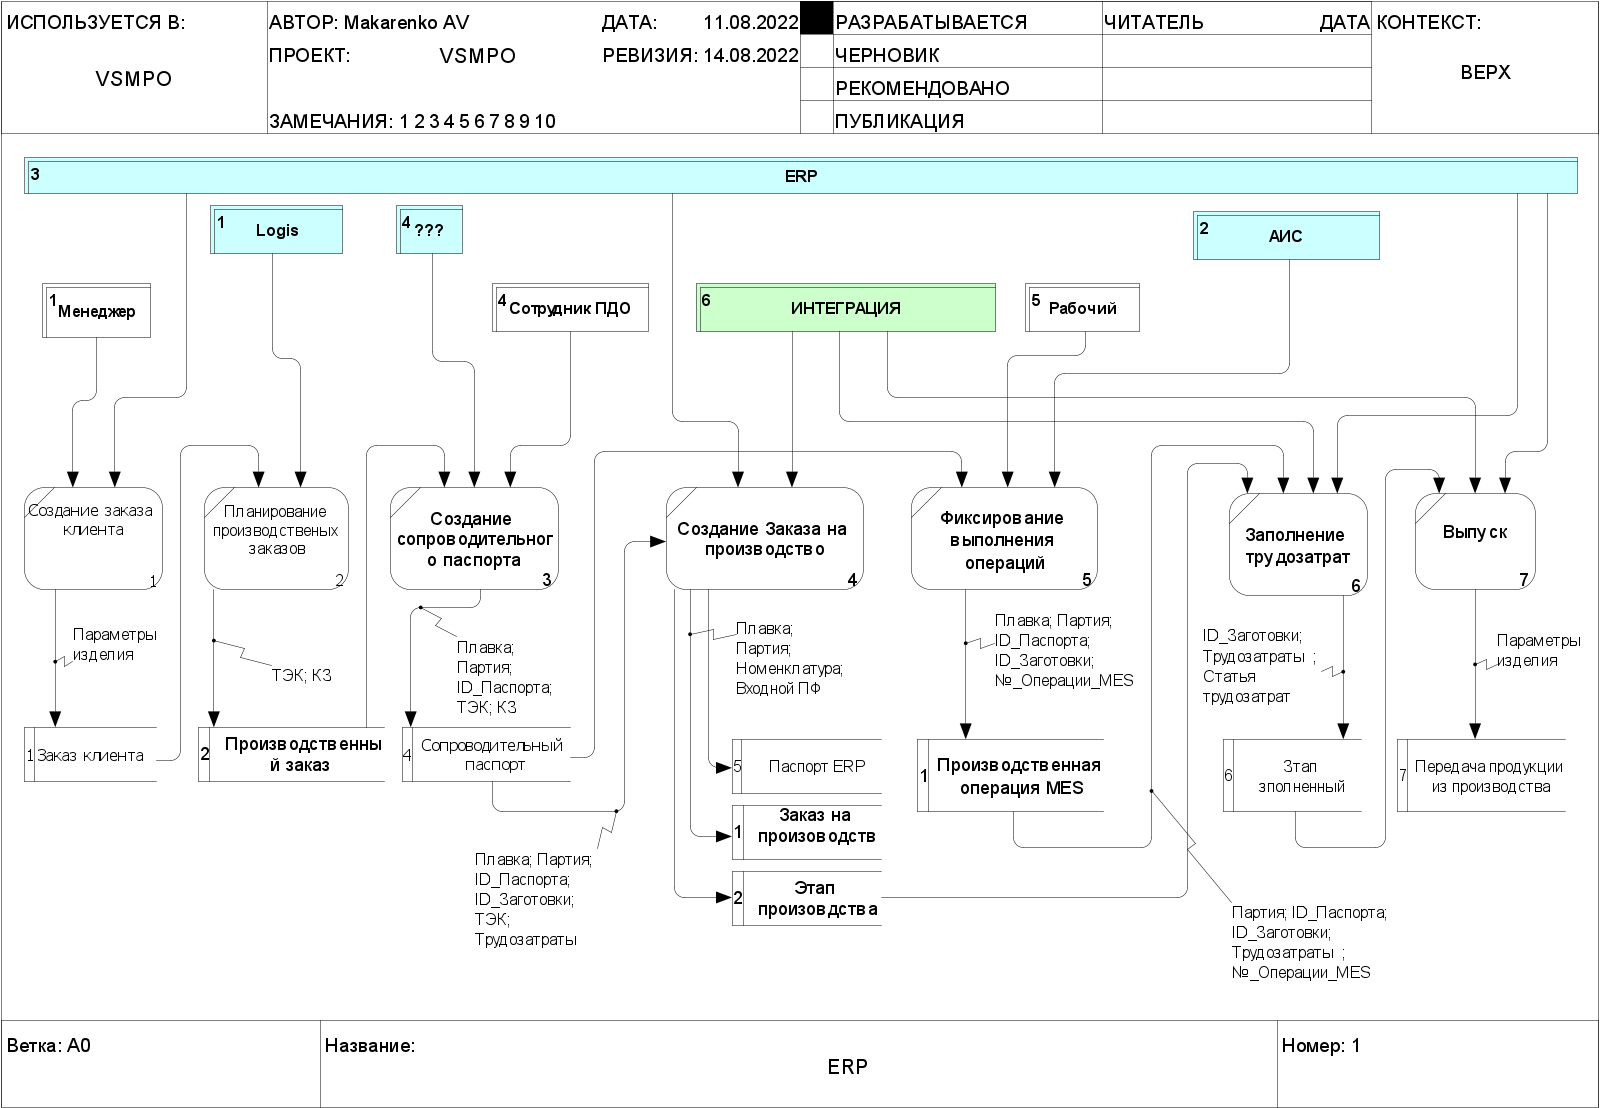 ИСПОЛЬЗУЕТСЯ В:
VSMPO
АВТОР: Makarenko AV
ДАТА: 11.08.2022
ПРОЕКТ: VSMPO
РЕВИЗИЯ: 14.08.2022
ЗАМЕЧАНИЯ: 1 2 3 4 5 6 7 8 9 10
РАЗРАБАТЫВАЕТСЯ
ЧЕРНОВИК
РЕКОМЕНДОВАНО
ПУБЛИКАЦИЯ
ЧИТАТЕЛЬ ДАТА
КОНТЕКСТ:
ВЕРХ
3 ERP
1 Logis
4 ???
2 АИС
1 Менеджер
4 Сотрудник ПДО
6 ИНТЕГРАЦИЯ
5 Рабочий
Создание заказа
клиента
1
Планирование
производственых
заказов
2
Создание
сопроводительног
о паспорта
3
Создание Заказа на
производство
4
Фиксирование
выполнения
операций
5
Заполнение
трудозатрат
6
Выпуск
7
Параметры
изделия
ТЭК; КЗ
Плавка;
Партия;
ID_Паспорта;
ТЭК; КЗ
Плавка;
Партия;
Номенклатура;
Входной ПФ
Плавка; Партия;
ID_Паспорта;
ID_Заготовки;
№_Операции_MES
ID_Заготовки;
Трудозатраты ;
Статья
трудозатрат
Параметры
изделия
1 Заказ клиента
2 Производственны
й заказ
4 Сопроводительный
паспорт
5 Паспорт ERP
1 Заказ на
произоводств
2 Этап
произовдства
1 Производственная
операция MES
6 Этап
зполненный
7 Передача продукции
из производства
Плавка; Партия;
ID_Паспорта;
ID_Заготовки;
ТЭК;
Трудозатраты
Партия; ID_Паспорта;
ID_Заготовки;
Трудозатраты ;
№_Операции_MES
Ветка: A0
Название:
ERP
Номер: 1